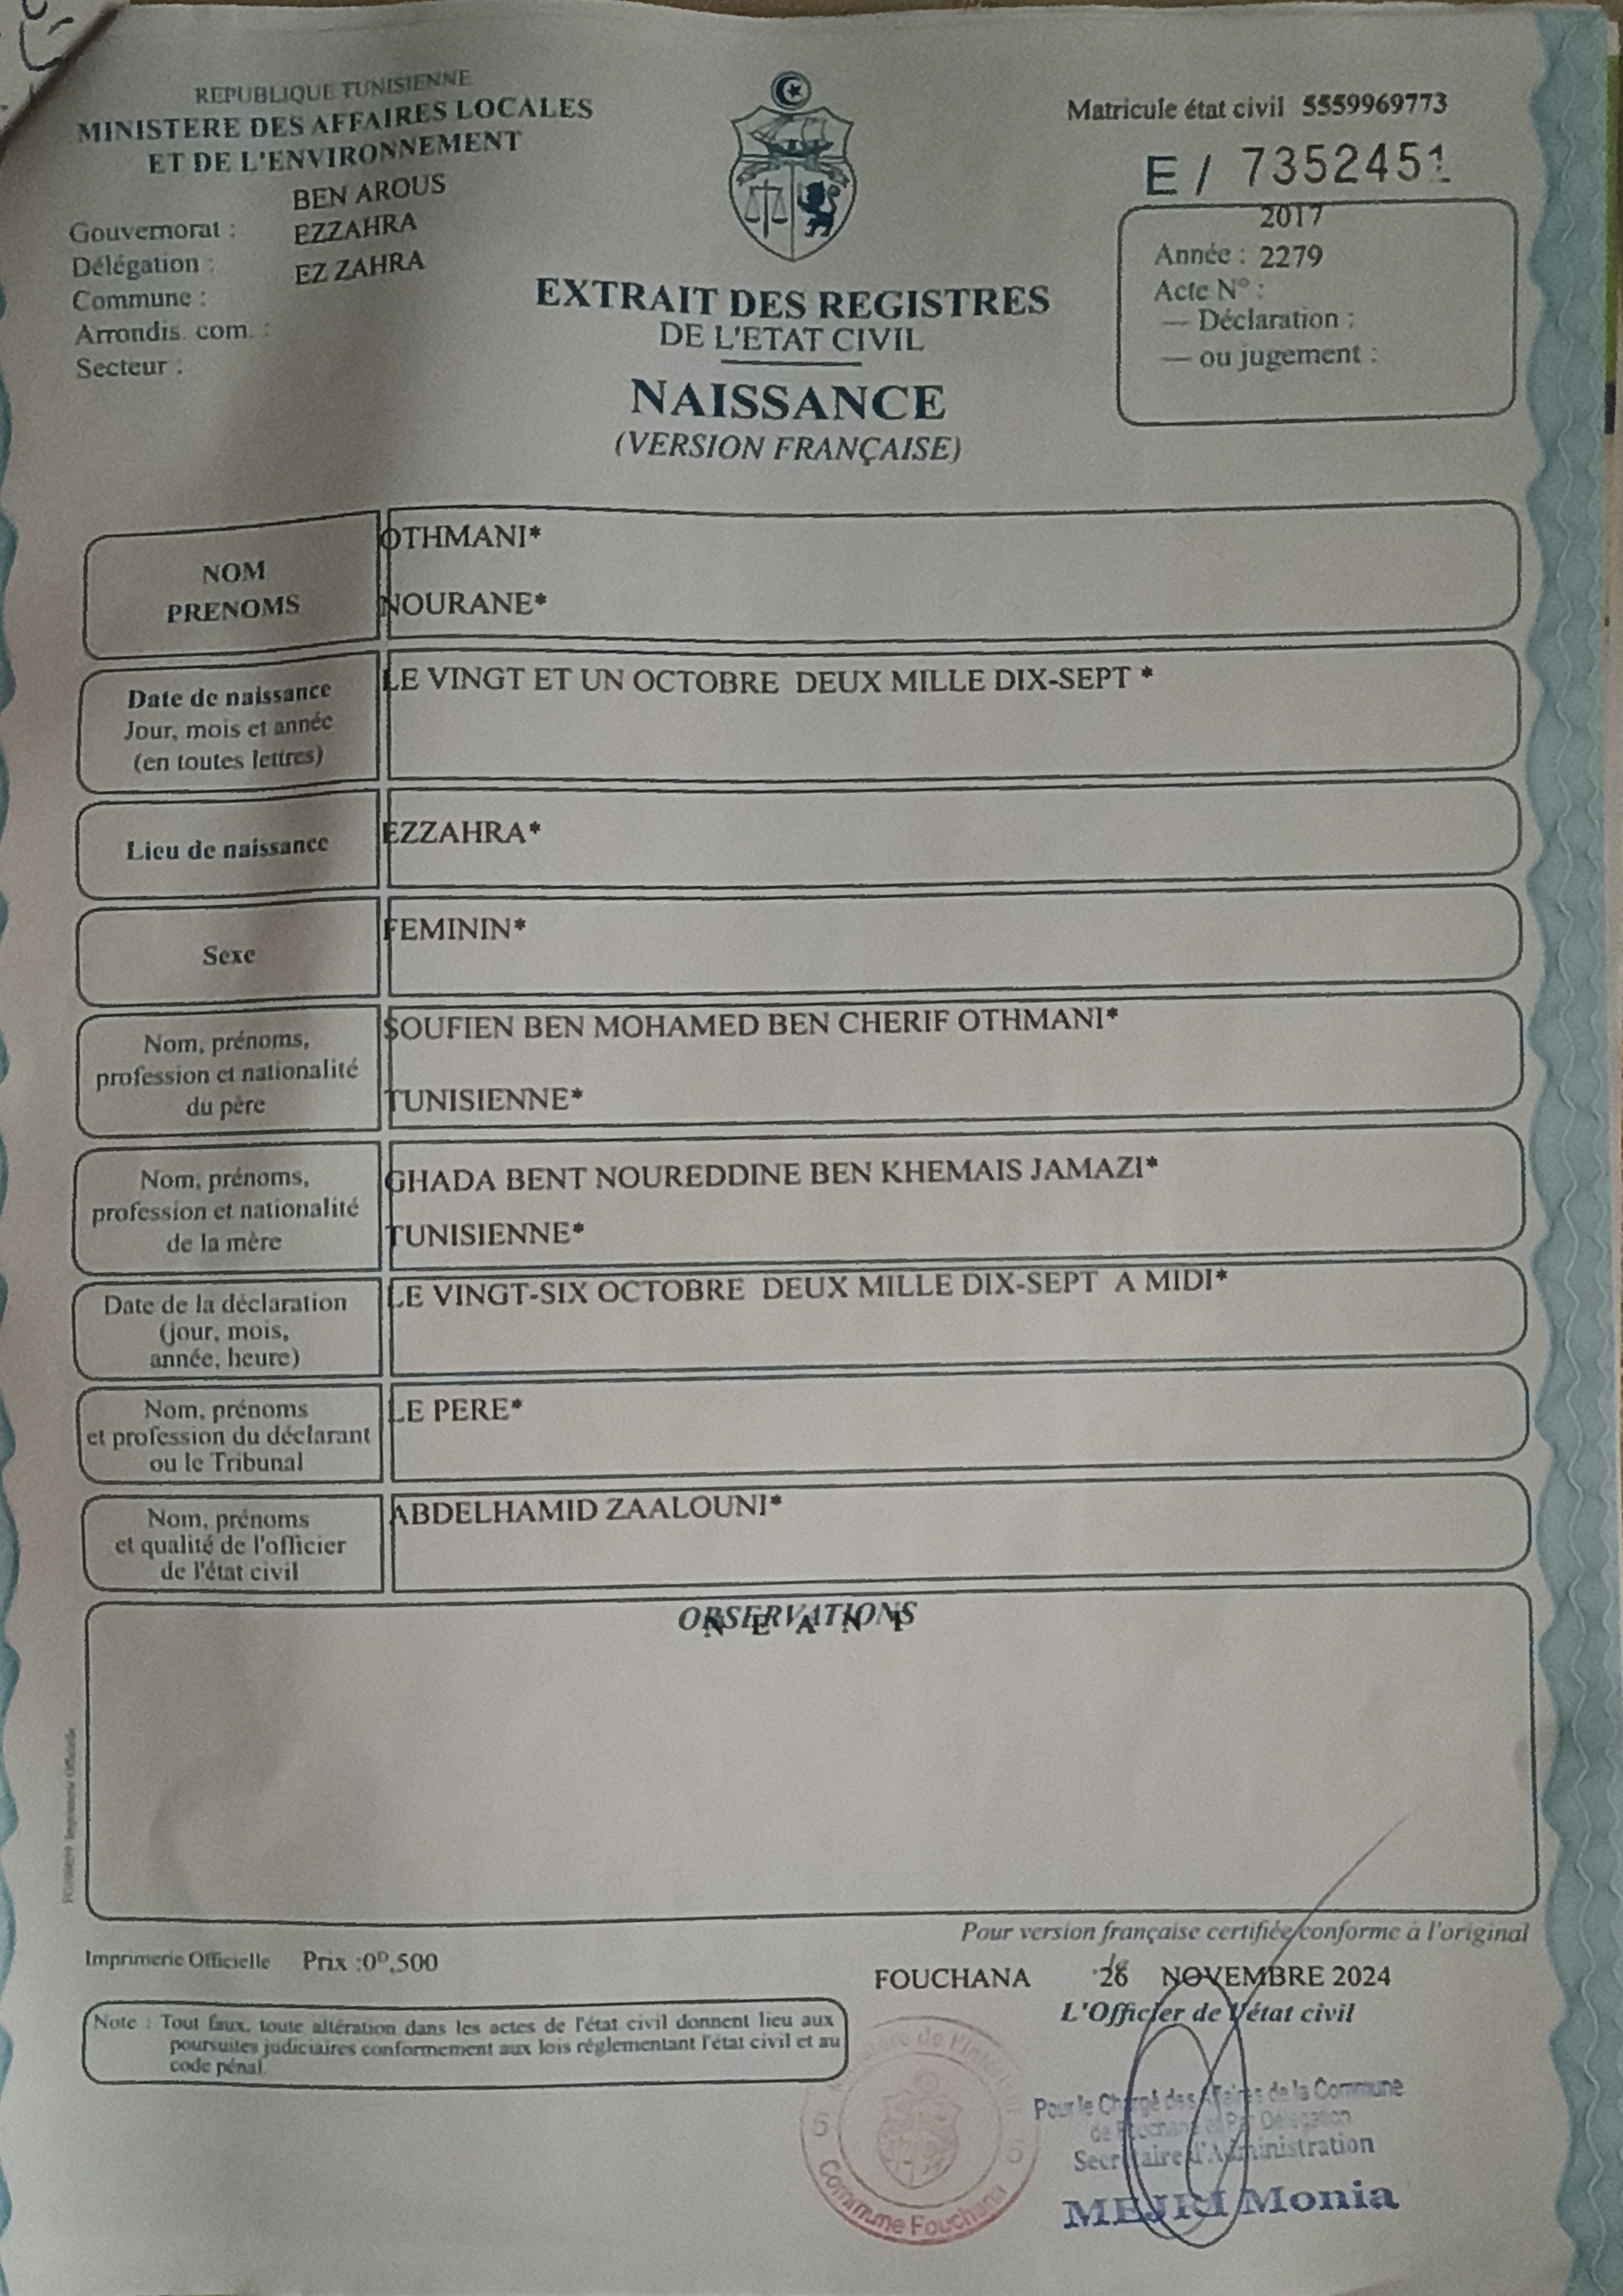 REPUBLIQUE TUNISIENNE
MINISTERE DES AFFAIRES LOCALES
ET DE L'ENVIRONNEMENT
BEN AROUS
Gouvernorat : EZZAHRA
Délégation : EZ ZAHRA
Commune :
Arrondis. com. :
Secteur :
EXTRAIT DES REGISTRES
DE L'ETAT CIVIL
NAISSANCE
(VERSION FRANÇAISE)
Matricule état civil 5559969773
E / 7352451
2017
Année : 2279
Acte N° :
— Déclaration :
— ou jugement :
NOM
PRENOMS
OTHMANI*
NOURANE*
Date de naissance
Jour, mois et année
(en toutes lettres)
LE VINGT ET UN OCTOBRE DEUX MILLE DIX-SEPT *
Lieu de naissance
EZZAHRA*
Sexe
FEMININ*
Nom, prénoms,
profession et nationalité
du père
SOUFIEN BEN MOHAMED BEN CHERIF OTHMANI*
TUNISIENNE*
Nom, prénoms,
profession et nationalité
de la mère
GHADA BENT NOUREDDINE BEN KHEMAIS JAMAZI*
TUNISIENNE*
Date de la déclaration
(jour, mois,
année, heure)
LE VINGT-SIX OCTOBRE DEUX MILLE DIX-SEPT A MIDI*
Nom, prénoms
et profession du déclarant
ou le Tribunal
LE PERE*
Nom, prénoms
et qualité de l'officier
de l'état civil
ABDELHAMID ZAALOUNI*
OBSERVATIONS
N E A N T
Pour version française certifiée conforme à l'original
Imprimerie Officielle Prix :0ᴰ,500
FOUCHANA le 26 NOVEMBRE 2024
L'Officier de l'état civil
Note : Tout faux, toute altération dans les actes de l'état civil donnent lieu aux
poursuites judiciaires conformement aux lois réglementant l'état civil et au
code pénal.
Ministère de l'Intérieur
5 5
Commune Fouchana
Pour le Chargé des Affaires de la Commune
de Fouchana et Par Délégation
Secrétaire d'Administration
MEJRI Monia